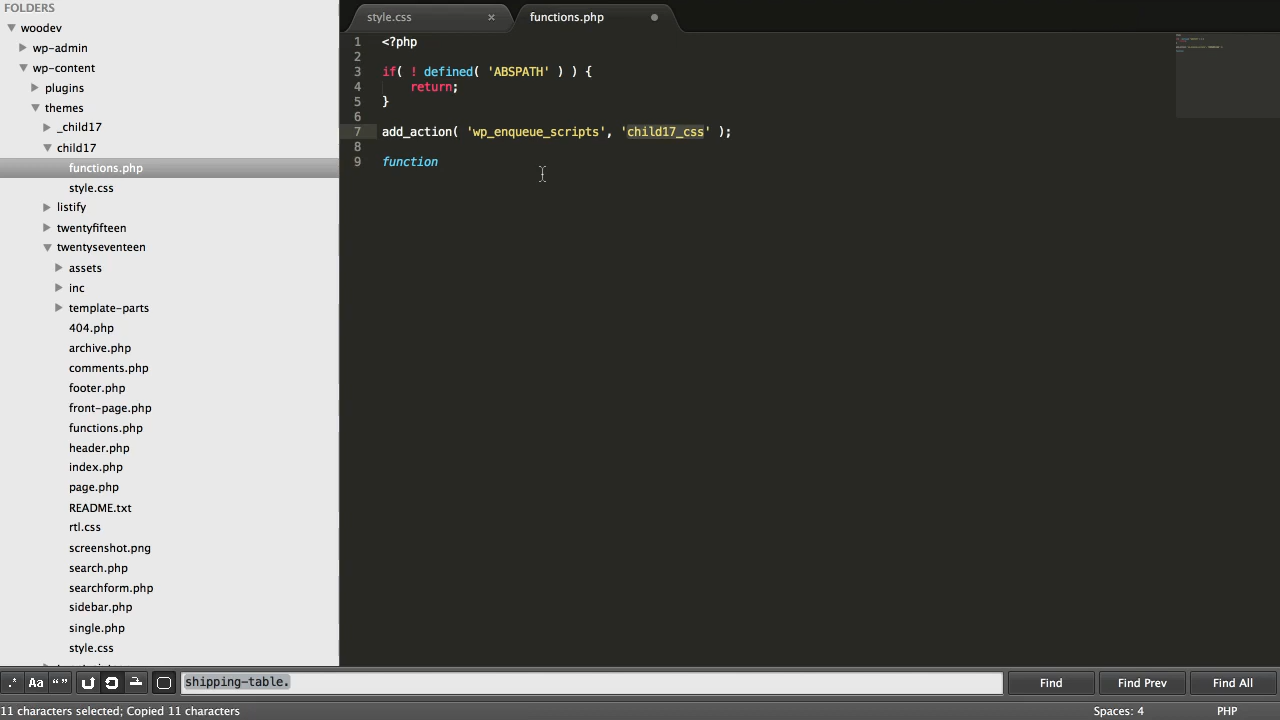 FOLDERS
woodev
wp-admin
wp-content
plugins
themes
_child17
child17
functions.php
style.css
listify
twentyfifteen
twentyseventeen
assets
inc
template-parts
404.php
archive.php
comments.php
footer.php
front-page.php
functions.php
header.php
index.php
page.php
README.txt
rtl.css
screenshot.png
search.php
searchform.php
sidebar.php
single.php
style.css
style.css ×
functions.php
1 <?php
2
3 if( ! defined( 'ABSPATH' ) ) {
4 return;
5 }
6
7 add_action( 'wp_enqueue_scripts', 'child17_css' );
8
9 function
.* Aa “ ” shipping-table. Find Find Prev Find All
11 characters selected; Copied 11 characters Spaces: 4 PHP